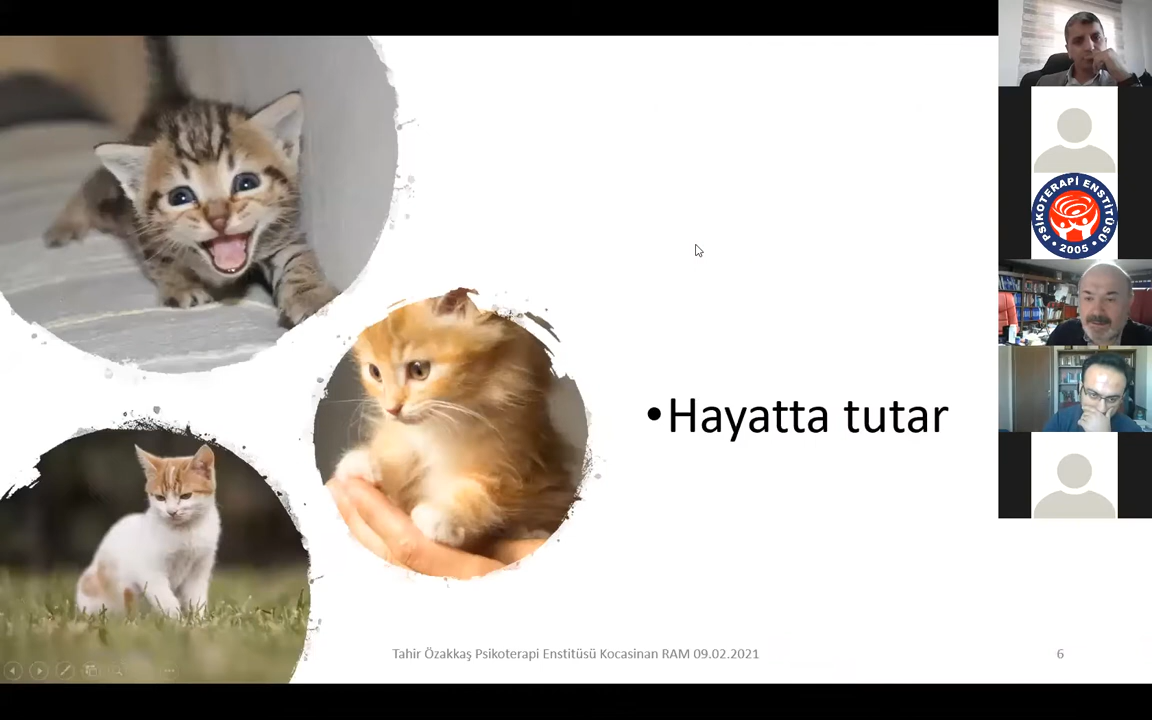 •Hayatta tutar
Tahir Özakkaş Psikoterapi Enstitüsü Kocasinan RAM 09.02.2021
6
PSİKOTERAPİ ENSTİTÜSÜ
• 2005 •